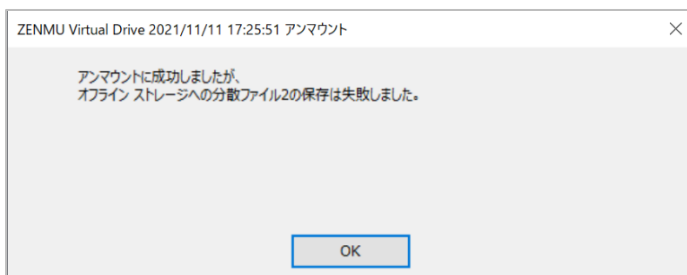 ZENMU Virtual Drive 2021/11/11 17:25:51 アンマウント
アンマウントに成功しましたが、
オフライン ストレージへの分散ファイル2の保存は失敗しました。
OK